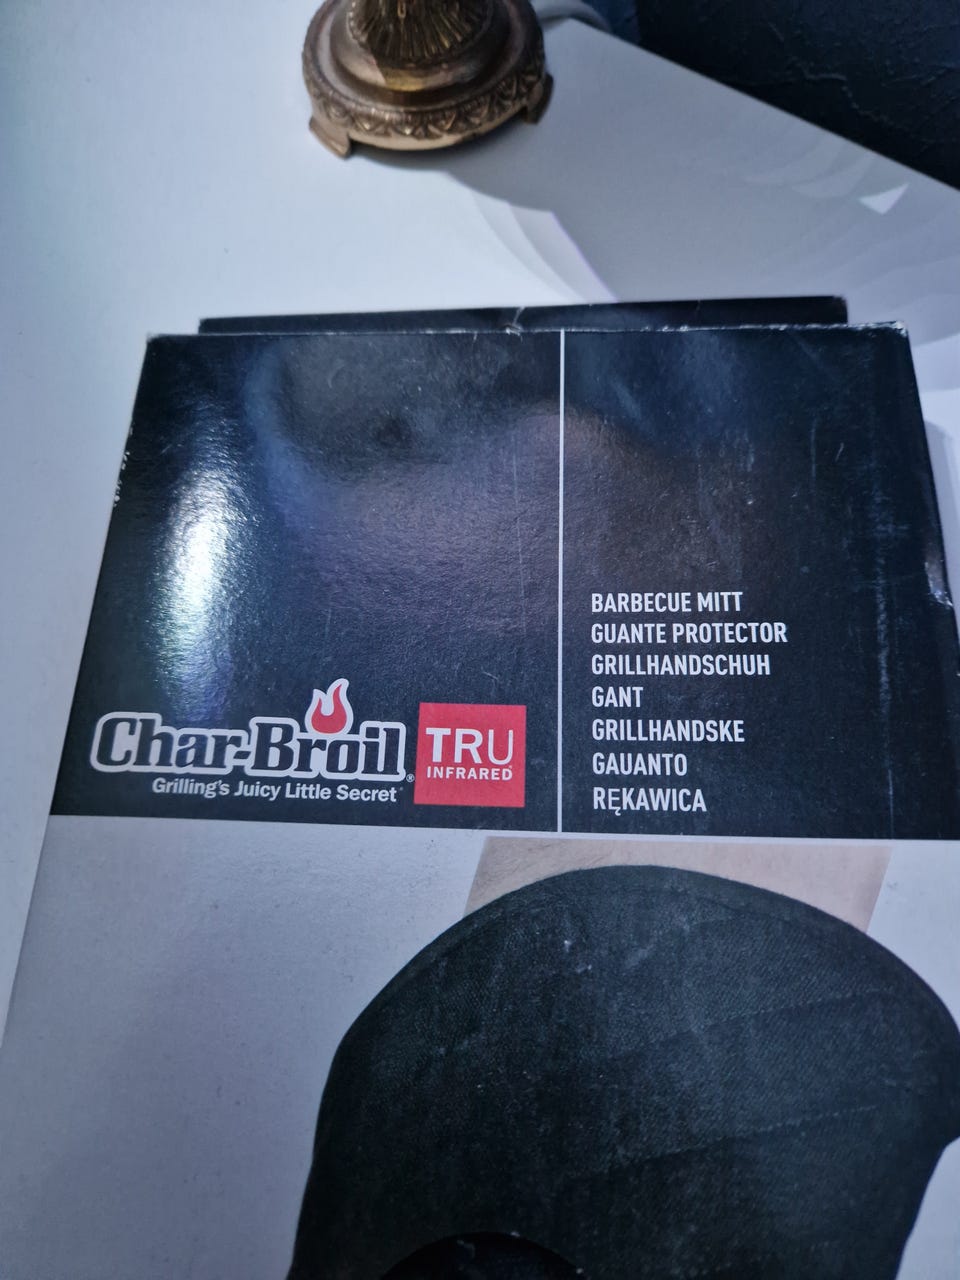 Char-Broil®
Grilling's Juicy Little Secret
TRU
INFRARED
BARBECUE MITT
GUANTE PROTECTOR
GRILLHANDSCHUH
GANT
GRILLHANDSKE
GAUANTO
RĘKAWICA